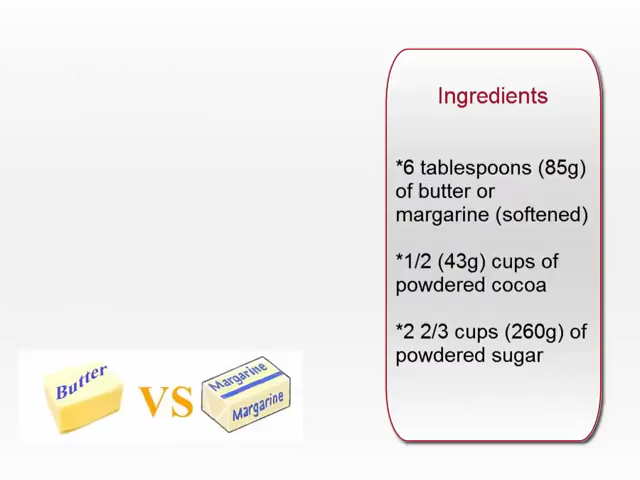 Ingredients
*6 tablespoons (85g)
of butter or
margarine (softened)
*1/2 (43g) cups of
powdered cocoa
*2 2/3 cups (260g) of
powdered sugar
Butter
VS
Margarine
Margarine